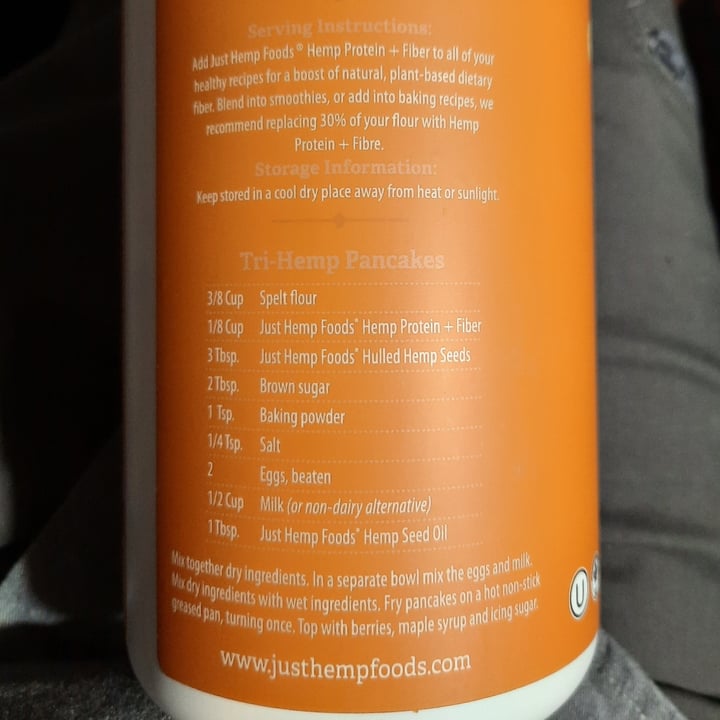 Serving Instructions:
Add Just Hemp Foods® Hemp Protein + Fiber to all of your
healthy recipes for a boost of natural, plant-based dietary
fiber. Blend into smoothies, or add into baking recipes, we
recommend replacing 30% of your flour with Hemp
Protein + Fibre.
Storage Information:
Keep stored in a cool dry place away from heat or sunlight.
Tri-Hemp Pancakes
3/8 Cup Spelt flour
1/8 Cup Just Hemp Foods® Hemp Protein + Fiber
3 Tbsp. Just Hemp Foods® Hulled Hemp Seeds
2 Tbsp. Brown sugar
1 Tsp. Baking powder
1/4 Tsp. Salt
2 Eggs, beaten
1/2 Cup Milk (or non-dairy alternative)
1 Tbsp. Just Hemp Foods® Hemp Seed Oil
Mix together dry ingredients. In a separate bowl mix the eggs and milk.
Mix dry ingredients with wet ingredients. Fry pancakes on a hot non-stick
greased pan, turning once. Top with berries, maple syrup and icing sugar.
U
www.justhempfoods.com